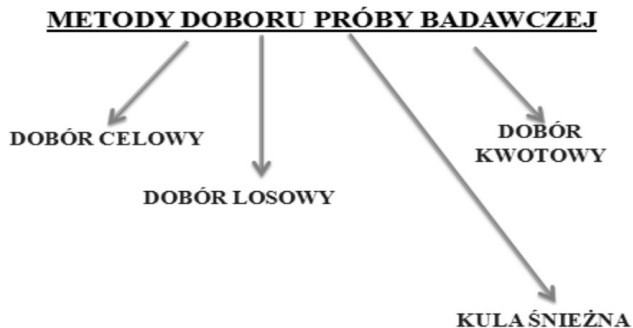 METODY DOBORU PRÓBY BADAWCZEJ
DOBÓR CELOWY
DOBÓR LOSOWY
DOBÓR
KWOTOWY
KULA ŚNIEŻNA